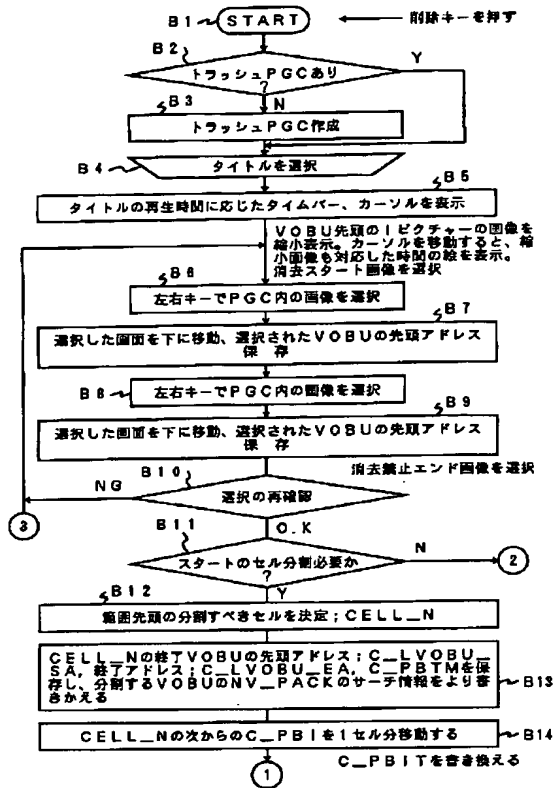 B1
START
削除キーを押す
B2
トラッシュPGCあり
?
Y
N
B3
トラッシュPGC作成
B4
タイトルを選択
B5
タイトルの再生時間に応じたタイムバー、カーソルを表示
VOBU先頭のIピクチャーの画像を
縮小表示。カーソルを移動すると、縮
小画像も対応した時間の絵を表示。
消去スタート画像を選択
B6
左右キーでPGC内の画像を選択
B7
選択した画面を下に移動、選択されたVOBUの先頭アドレス
保存
B8
左右キーでPGC内の画像を選択
B9
選択した画面を下に移動、選択されたVOBUの先頭アドレス
保存
消去禁止エンド画像を選択
B10
NG
選択の再確認
3
O.K
B11
スタートのセル分割必要か
?
N
2
Y
B12
範囲先頭の分割すべきセルを決定;CELL_N
CELL_Nの終了VOBUの先頭アドレス;C_LVOBU_
SA,終了アドレス;C_LVOBU_EA,C_PBTMを保
存し、分割するVOBUのNV_PACKのサーチ情報をより書
きかえる
B13
CELL_Nの次からのC_PBIを1セル分移動する
B14
C_PBITを書き換える
1